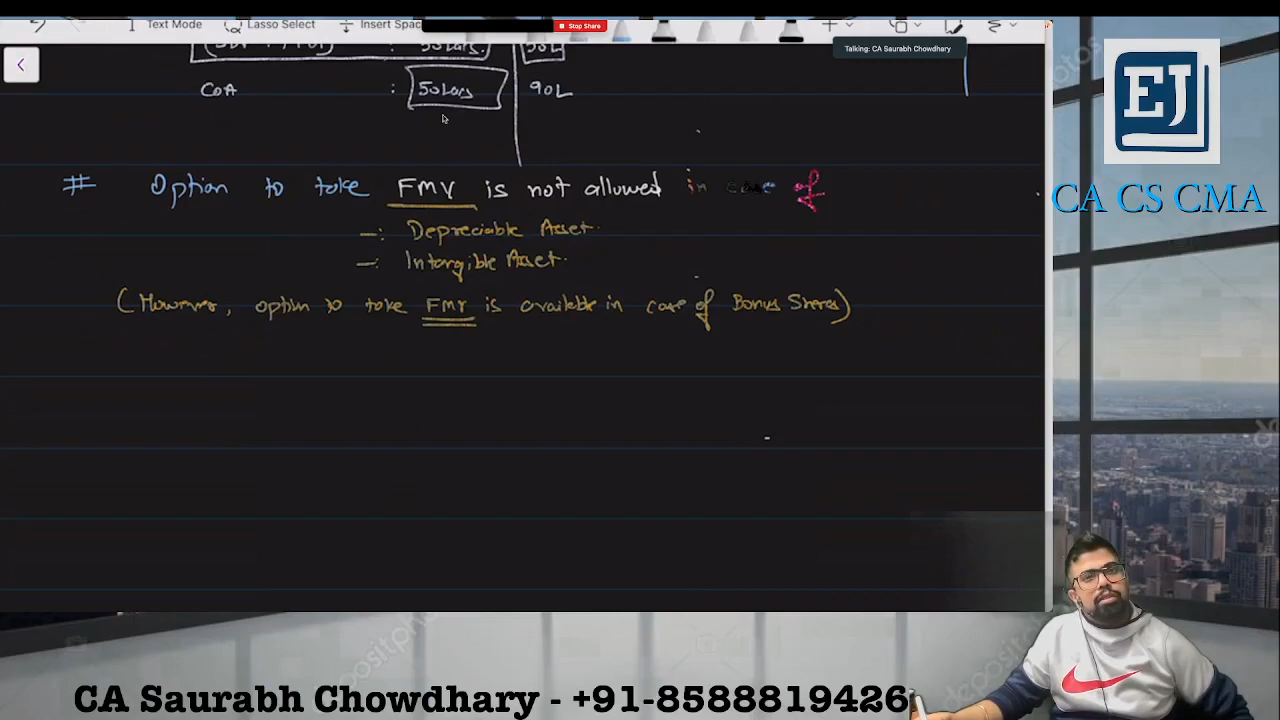 Text Mode Lasso Select Insert Spac
Stop Share
Talking: CA Saurabh Chowdhary
50L
COA : 50Lacs 90L
# Option to take FMV is not allowed in case of
—: Depreciable Asset.
—: Intangible Asset.
(However, option to take FMV is available in case of Bonus Shares)
EJ
CA CS CMA
CA Saurabh Chowdhary - +91-8588819426